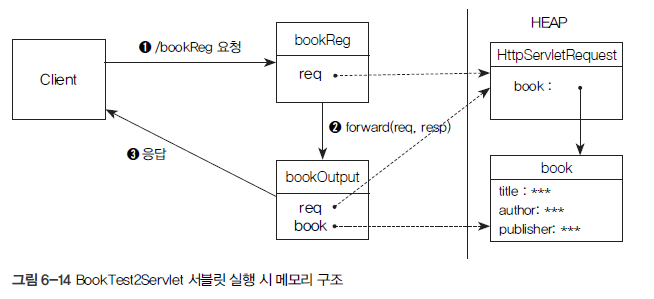 HEAP
bookReg
HttpServletRequest
❶ /bookReg 요청
Client
req
book :
❷ forward(req, resp)
❸ 응답
bookOutput
book
req
title : ***
book
author: ***
publisher: ***
그림 6-14 BookTest2Servlet 서블릿 실행 시 메모리 구조